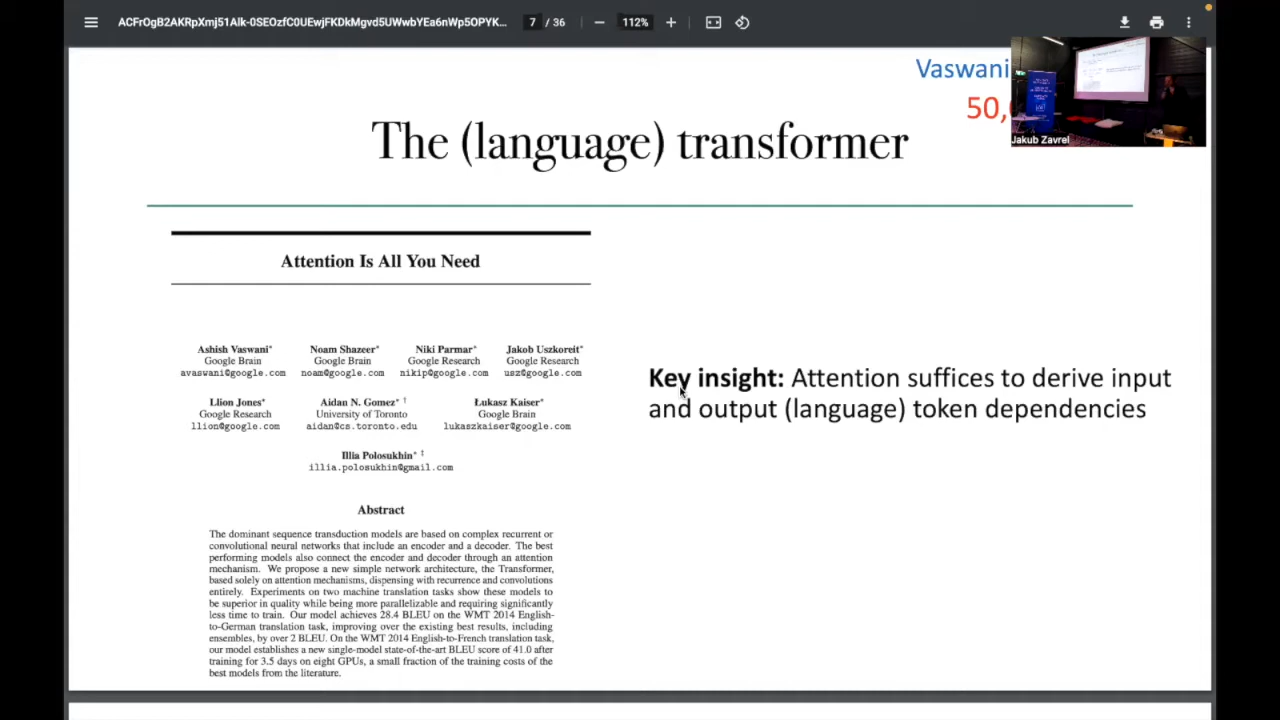 ACFrOgB2AKRpXmj51Alk-0SEOzfC0UEwjFKDkMgvd5UWwbYEa6nWp5OPYK...
7 / 36
112%
Vaswani
50,
Jakub Zavrel
The (language) transformer
Attention Is All You Need
Ashish Vaswani* Noam Shazeer* Niki Parmar* Jakob Uszkoreit*
Google Brain Google Brain Google Research Google Research
avaswani@google.com noam@google.com nikip@google.com usz@google.com
Llion Jones* Aidan N. Gomez* † Łukasz Kaiser*
Google Research University of Toronto Google Brain
llion@google.com aidan@cs.toronto.edu lukaszkaiser@google.com
Illia Polosukhin* ‡
illia.polosukhin@gmail.com
Abstract
The dominant sequence transduction models are based on complex recurrent or
convolutional neural networks that include an encoder and a decoder. The best
performing models also connect the encoder and decoder through an attention
mechanism. We propose a new simple network architecture, the Transformer,
based solely on attention mechanisms, dispensing with recurrence and convolutions
entirely. Experiments on two machine translation tasks show these models to
be superior in quality while being more parallelizable and requiring significantly
less time to train. Our model achieves 28.4 BLEU on the WMT 2014 English-
to-German translation task, improving over the existing best results, including
ensembles, by over 2 BLEU. On the WMT 2014 English-to-French translation task,
our model establishes a new single-model state-of-the-art BLEU score of 41.0 after
training for 3.5 days on eight GPUs, a small fraction of the training costs of the
best models from the literature.
Key insight: Attention suffices to derive input
and output (language) token dependencies